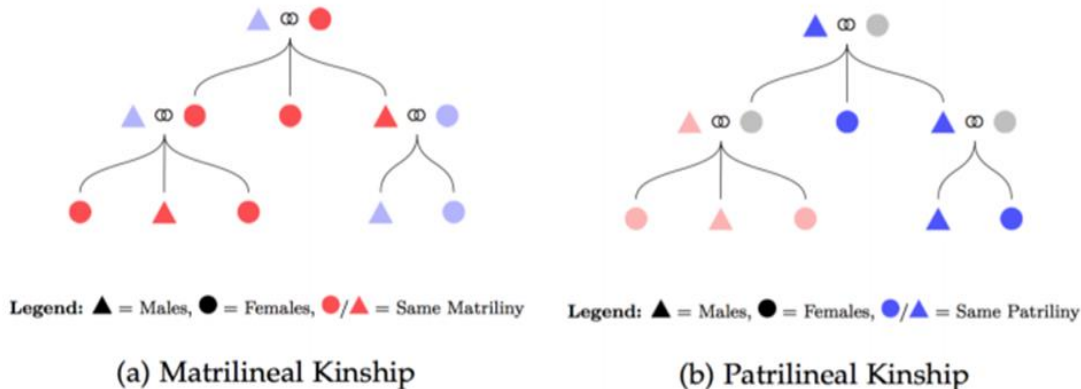 Legend: ▲ = Males, ● = Females, ●/▲ = Same Matriliny
Legend: ▲ = Males, ● = Females, ●/▲ = Same Patriliny
(a) Matrilineal Kinship
(b) Patrilineal Kinship